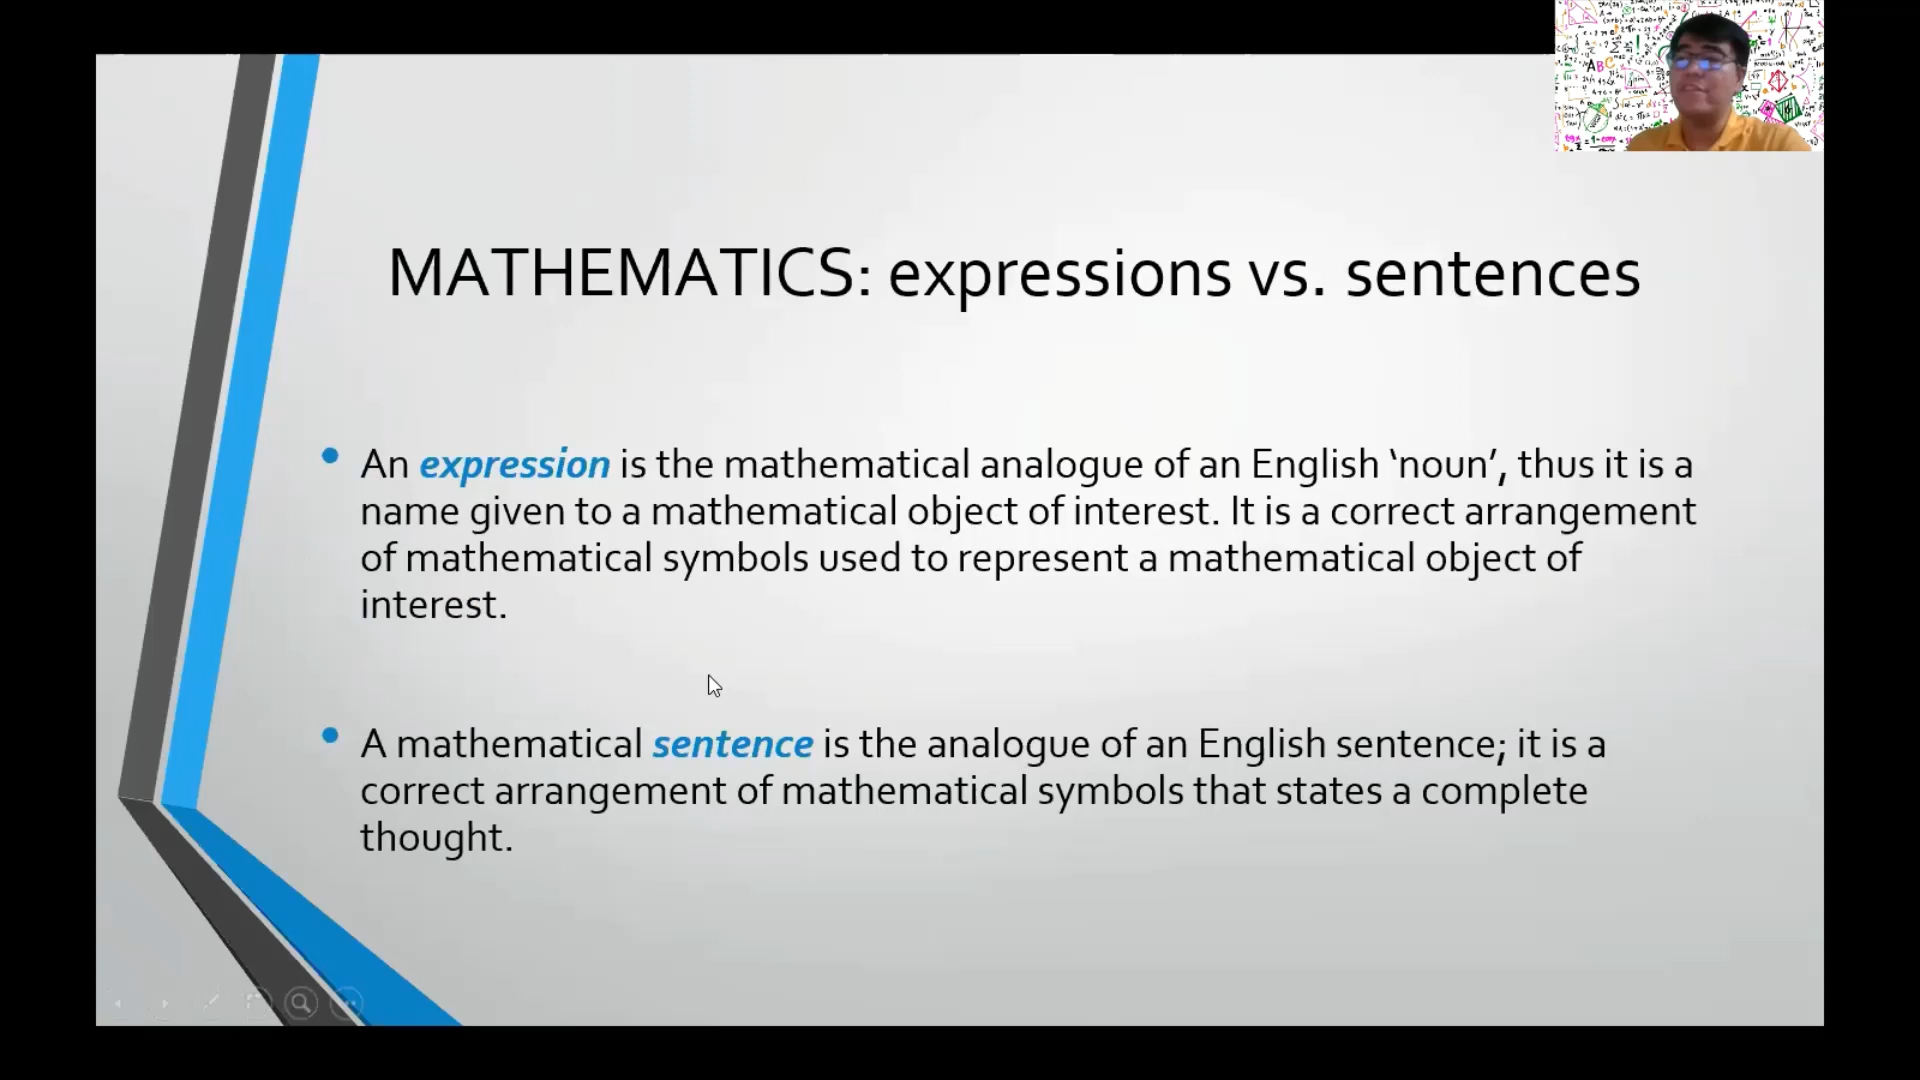 MATHEMATICS: expressions vs. sentences
• An expression is the mathematical analogue of an English ‘noun’, thus it is a
name given to a mathematical object of interest. It is a correct arrangement
of mathematical symbols used to represent a mathematical object of
interest.
• A mathematical sentence is the analogue of an English sentence; it is a
correct arrangement of mathematical symbols that states a complete
thought.
ABC